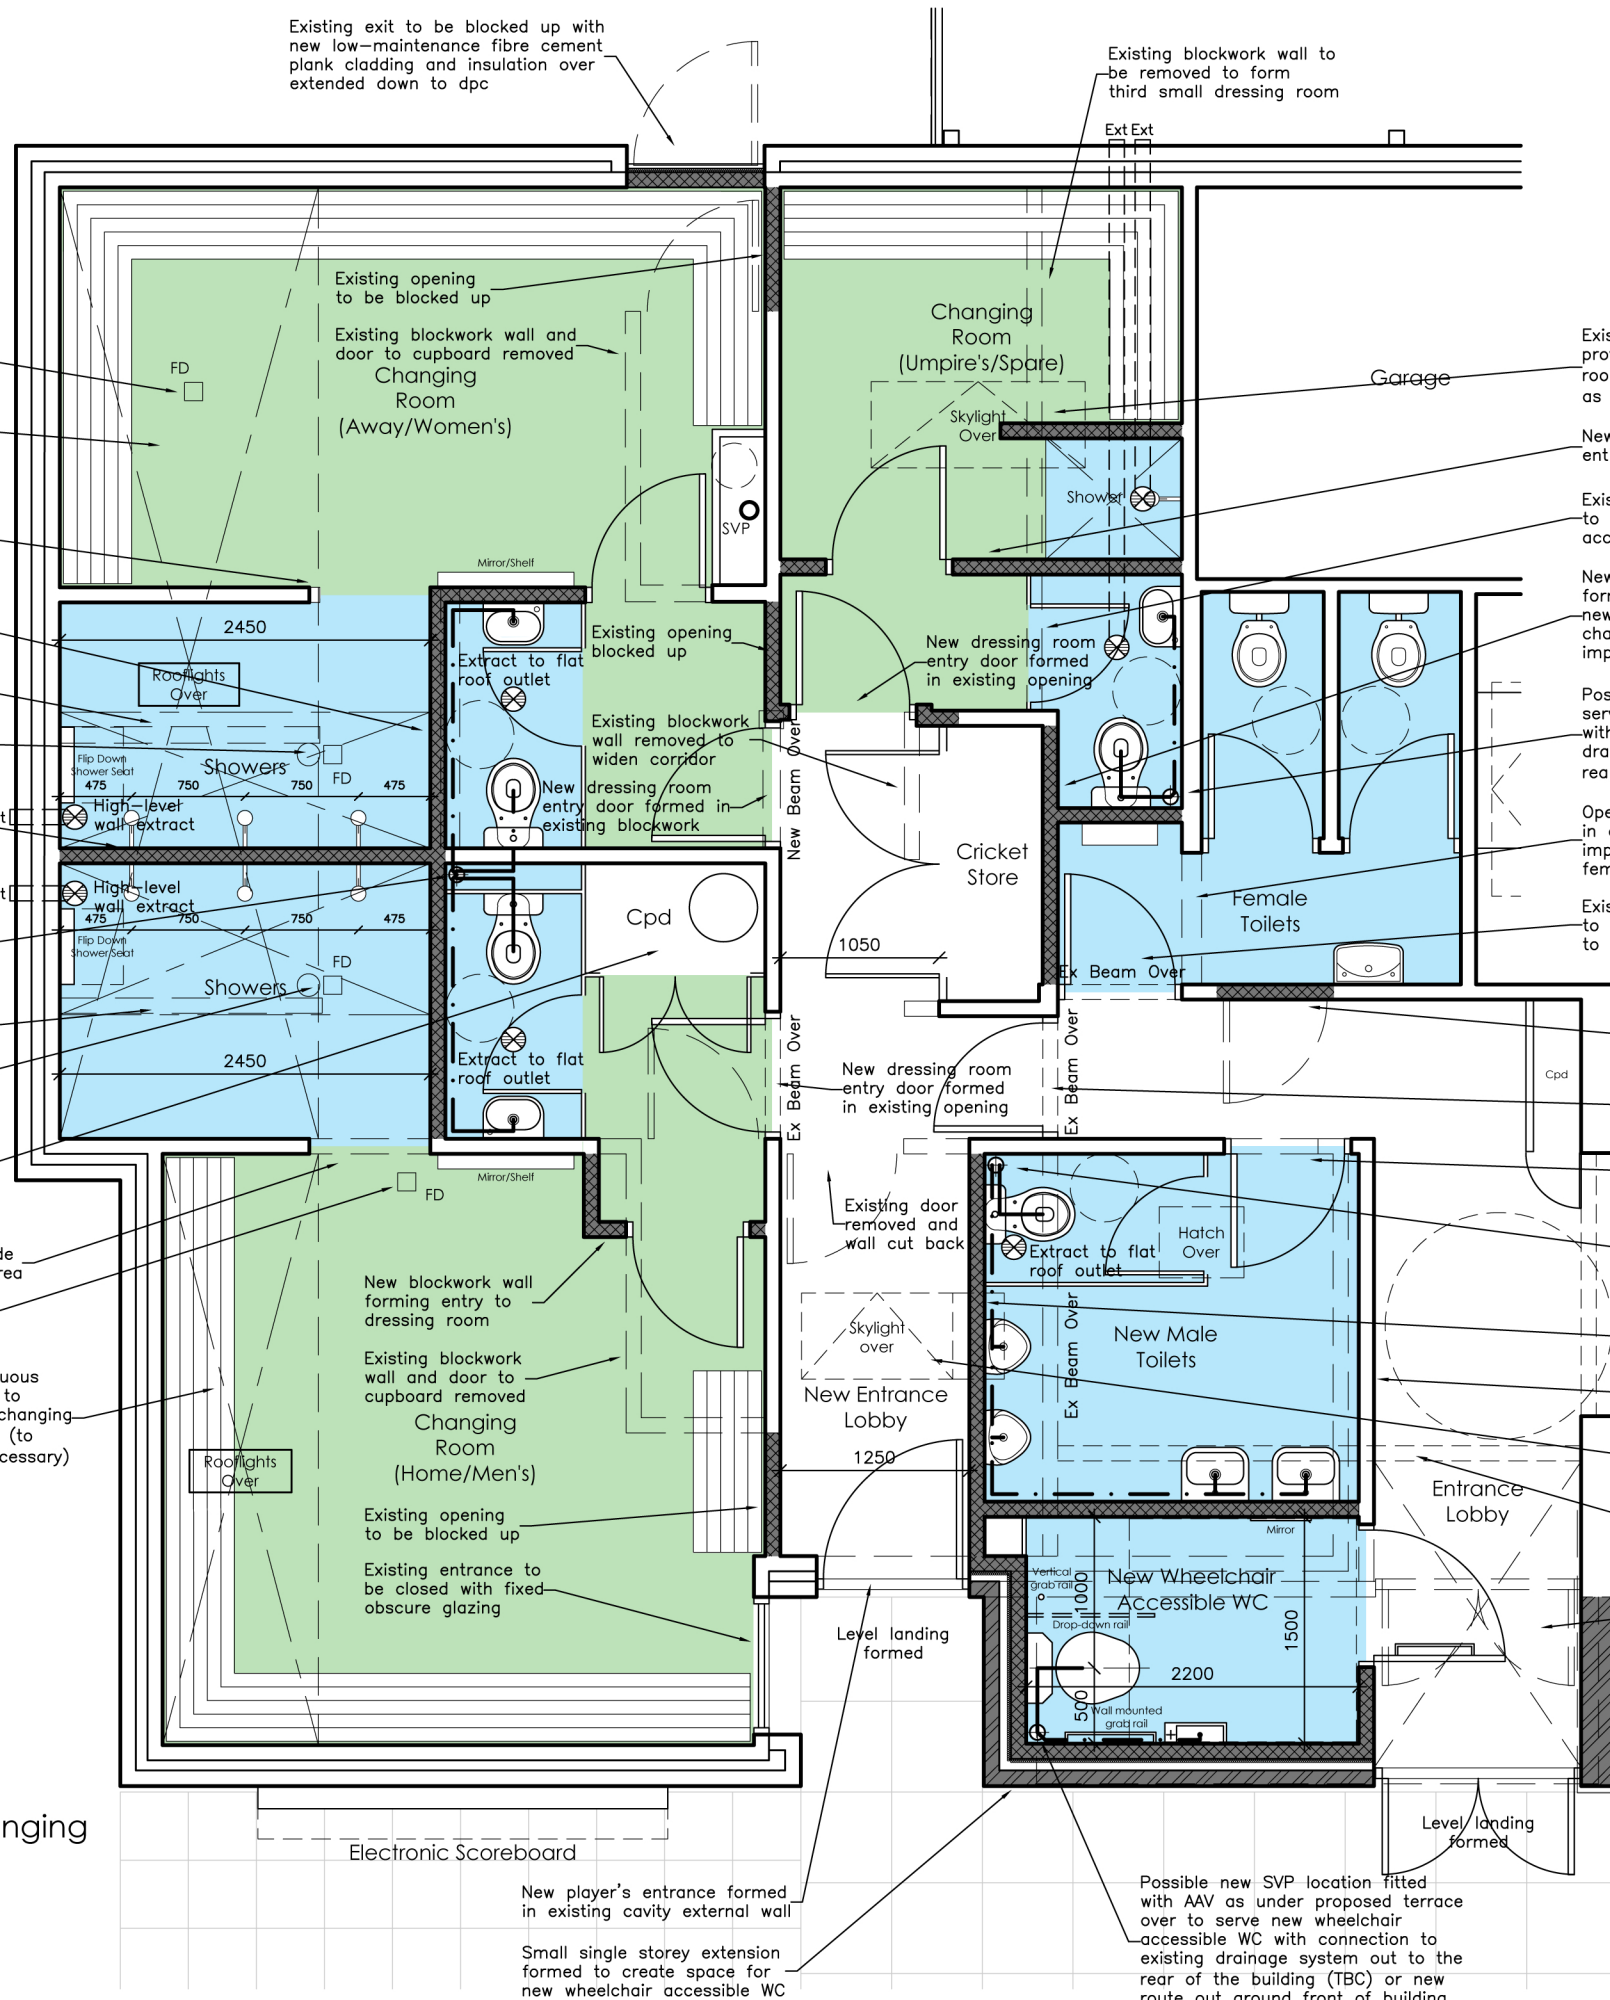 Existing exit to be blocked up with
new low-maintenance fibre cement
plank cladding and insulation over
extended down to dpc
Existing blockwork wall to
be removed to form
third small dressing room
Ext Ext
Existing opening
to be blocked up
Existing blockwork wall and
door to cupboard removed
Changing
Room
(Away/Women's)
FD
Changing
Room
(Umpire's/Spare)
Skylight
Over
Shower
Garage
SVP
Mirror/Shelf
2450
Rooflights
Over
Extract to flat
roof outlet
Existing opening
blocked up
New dressing room
entry door formed
in existing opening
Existing blockwork
wall removed to
widen corridor
New Beam Over
New dressing room
entry door formed in
existing blockwork
Flip Down
Shower Seat
Showers
FD
475
750
750
475
High-level
wall extract
High-level
wall extract
475
750
750
475
Flip Down
Shower Seat
Showers
FD
2450
Cpd
Cricket
Store
1050
Female
Toilets
Ex Beam Over
Extract to flat
roof outlet
Ex Beam Over
New dressing room
entry door formed
in existing opening
Ex Beam Over
Cpd
Mirror/Shelf
FD
Existing door
removed and
wall cut back
Extract to flat
roof outlet
Hatch
Over
New blockwork wall
forming entry to
dressing room
Existing blockwork
wall and door to
cupboard removed
Changing
Room
(Home/Men's)
Rooflights
Over
Skylight
over
New Entrance
Lobby
1250
Ex Beam Over
New Male
Toilets
Entrance
Lobby
Existing opening
to be blocked up
Existing entrance to
be closed with fixed
obscure glazing
Mirror
Vertical
grab rail
New Wheelchair
Accessible WC
Drop-down rail
1000
500
1500
2200
Wall mounted
grab rail
Level landing
formed
Level landing
formed
Electronic Scoreboard
New player's entrance formed
in existing cavity external wall
Small single storey extension
formed to create space for
new wheelchair accessible WC
Possible new SVP location fitted
with AAV as under proposed terrace
over to serve new wheelchair
accessible WC with connection to
existing drainage system out to the
rear of the building (TBC) or new
route out around front of building
changing
(to